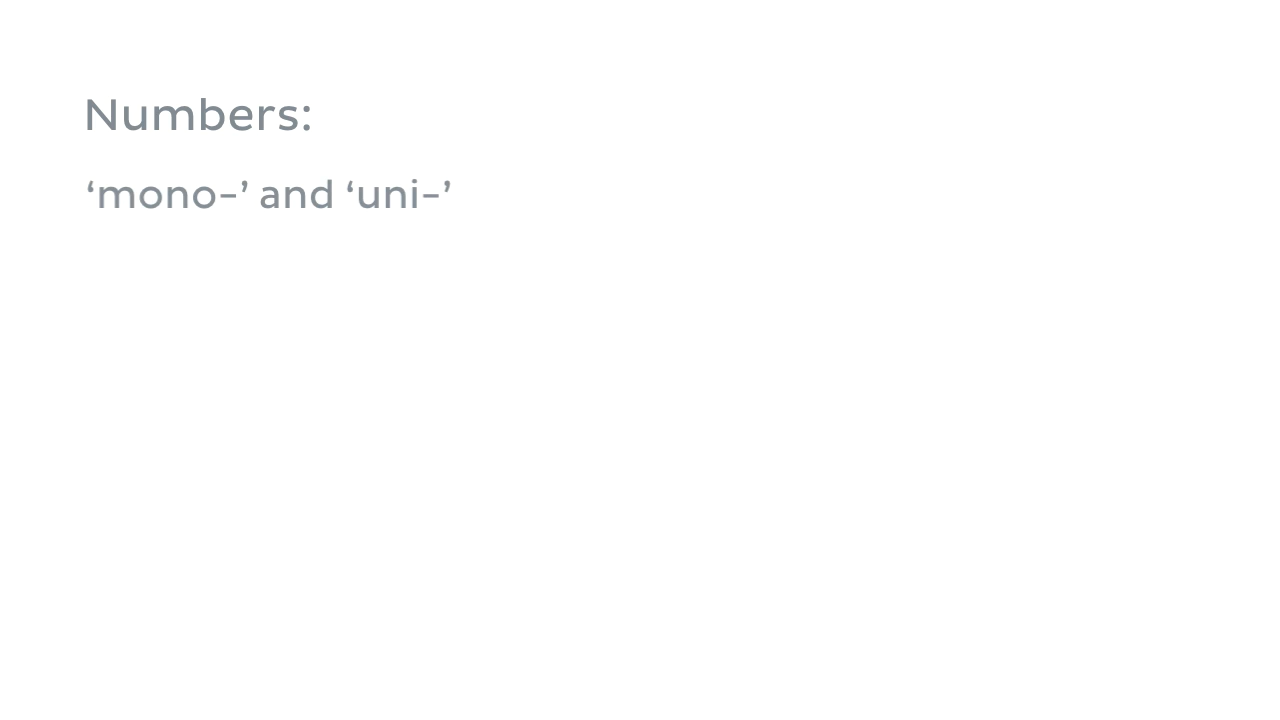 Numbers:
‘mono-’ and ‘uni-’